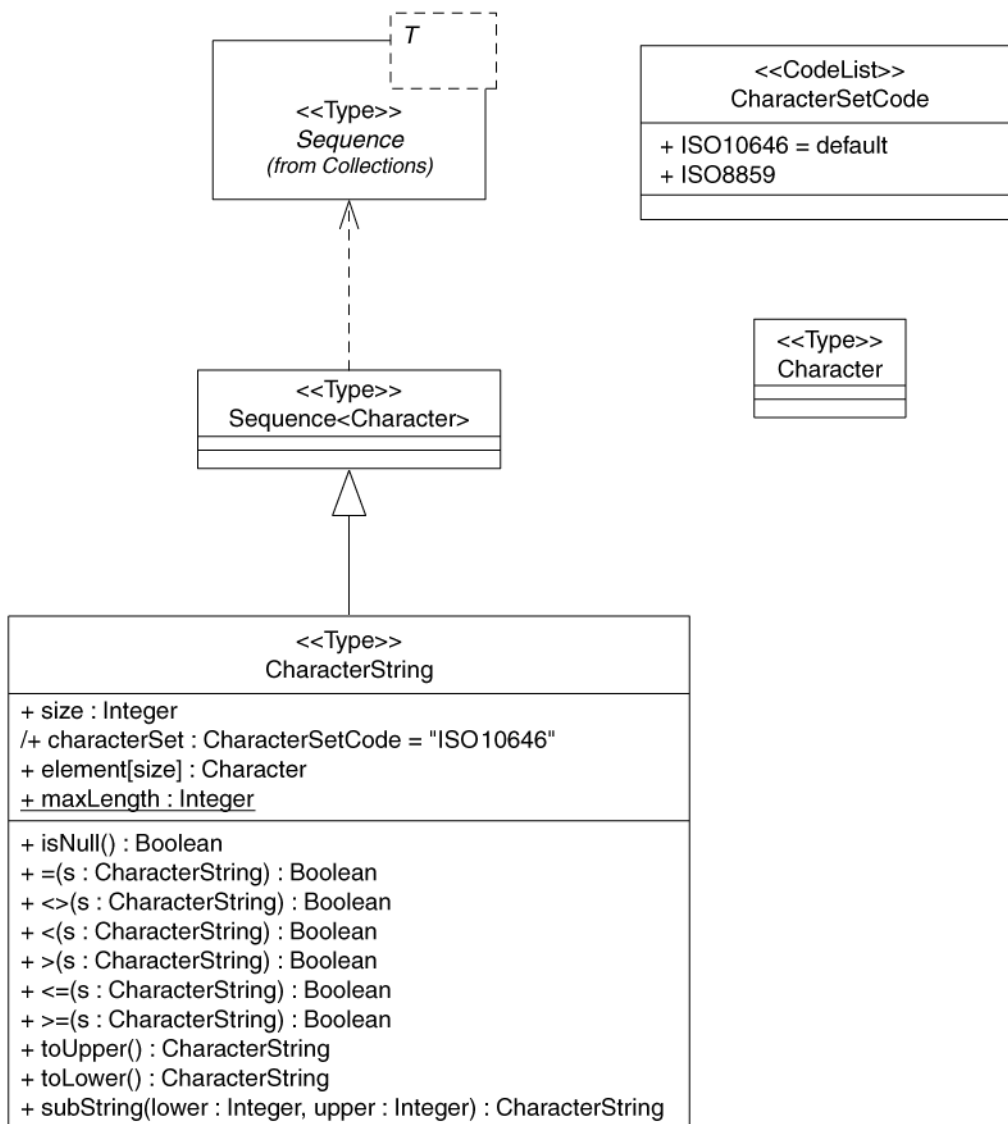 T
<<Type>>
Sequence
(from Collections)
<<CodeList>>
CharacterSetCode
+ ISO10646 = default
+ ISO8859
<<Type>>
Character
<<Type>>
Sequence<Character>
<<Type>>
CharacterString
+ size : Integer
/+ characterSet : CharacterSetCode = "ISO10646"
+ element[size] : Character
+ maxLength : Integer
+ isNull() : Boolean
+ =(s : CharacterString) : Boolean
+ <>(s : CharacterString) : Boolean
+ <(s : CharacterString) : Boolean
+ >(s : CharacterString) : Boolean
+ <=(s : CharacterString) : Boolean
+ >=(s : CharacterString) : Boolean
+ toUpper() : CharacterString
+ toLower() : CharacterString
+ subString(lower : Integer, upper : Integer) : CharacterString